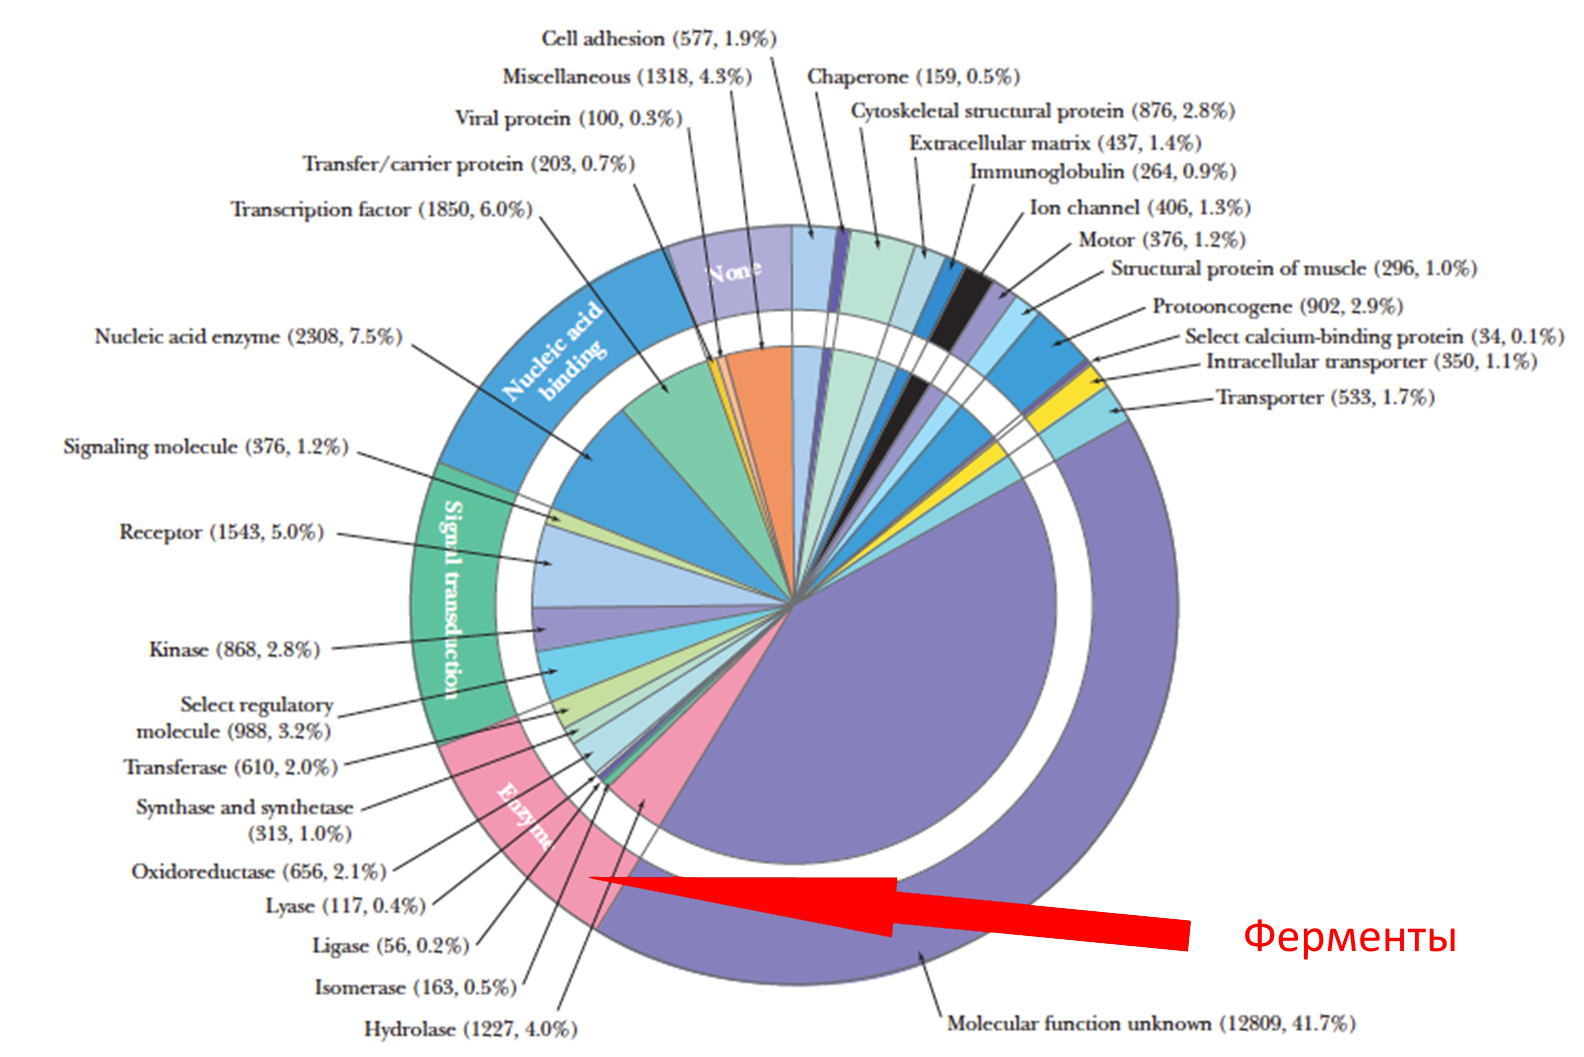 Cell adhesion (577, 1.9%)
Miscellaneous (1318, 4.3%)
Chaperone (159, 0.5%)
Viral protein (100, 0.3%)
Cytoskeletal structural protein (876, 2.8%)
Extracellular matrix (437, 1.4%)
Transfer/carrier protein (203, 0.7%)
Immunoglobulin (264, 0.9%)
Transcription factor (1850, 6.0%)
Ion channel (406, 1.3%)
Motor (376, 1.2%)
Structural protein of muscle (296, 1.0%)
None
Protooncogene (902, 2.9%)
Nucleic acid enzyme (2308, 7.5%)
Select calcium-binding protein (34, 0.1%)
Nucleic acid
binding
Intracellular transporter (350, 1.1%)
Transporter (533, 1.7%)
Signaling molecule (376, 1.2%)
Receptor (1543, 5.0%)
Signal transduction
Kinase (868, 2.8%)
Select regulatory
molecule (988, 3.2%)
Transferase (610, 2.0%)
Synthase and synthetase
(313, 1.0%)
Enzyme
Oxidoreductase (656, 2.1%)
Lyase (117, 0.4%)
Ферменты
Ligase (56, 0.2%)
Isomerase (163, 0.5%)
Hydrolase (1227, 4.0%)
Molecular function unknown (12809, 41.7%)